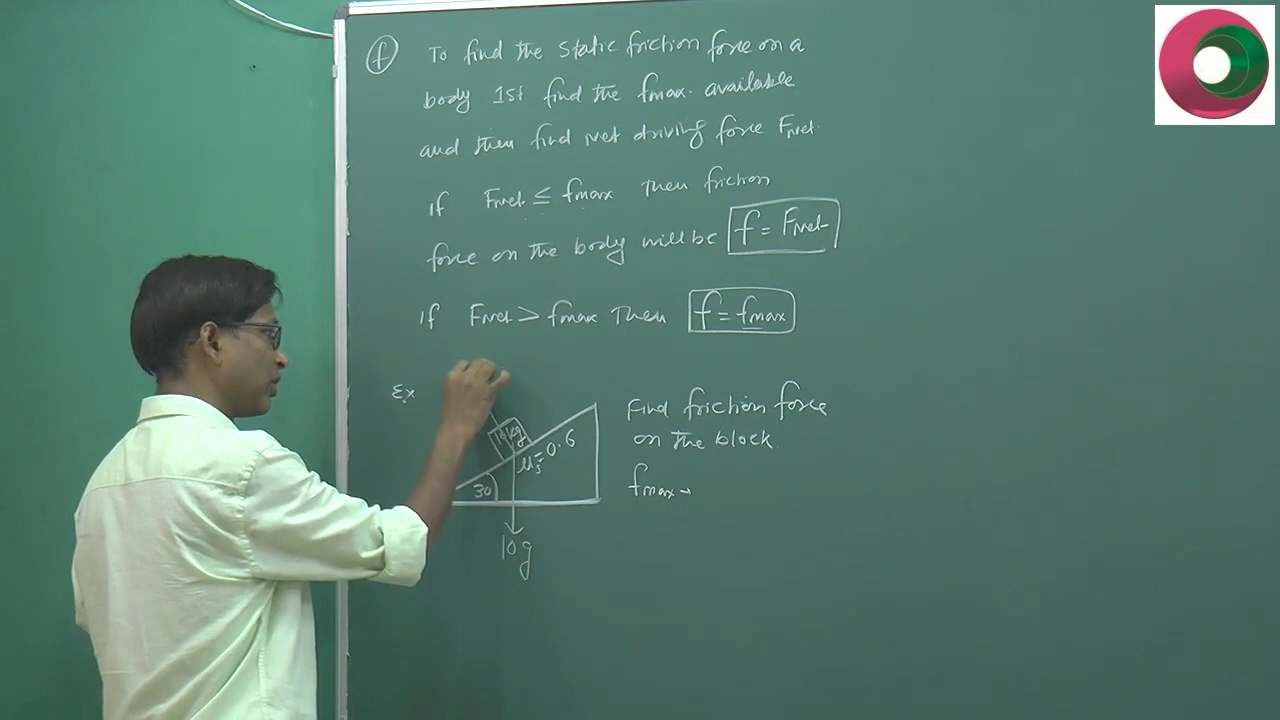 (f) To find the static friction force on a
body 1st find the fmax. available
and then find net driving force Fnet.
if Fnet ≤ fmax then friction
force on the body will be f = Fnet
if Fnet > fmax Then f = fmax
Ex
Find friction force
on the block
fmax →
10kg
μs=0.6
30
10g